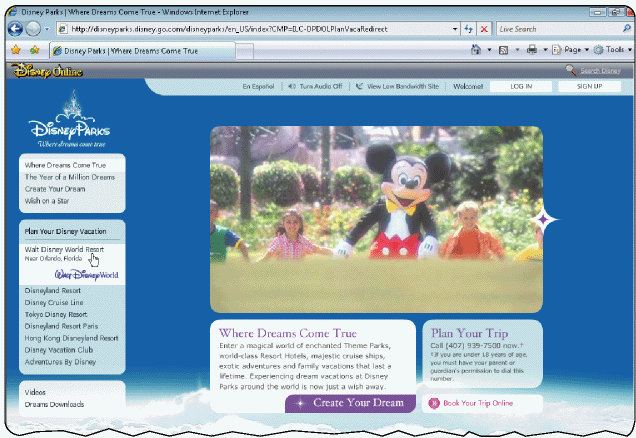 Disney Parks | Where Dreams Come True - Windows Internet Explorer
http://disneyparks.disney.go.com/disneyparks/en_US/index?CMP=ILC-DPDOLPlanVacaRedirect
Live Search
Disney Parks | Where Dreams Come True
Page
Tools
Disney Online
Search Disney
En Español | Turn Audio Off | View Low Bandwidth Site | Welcome!
LOG IN
SIGN UP
Disney Parks
Where dreams come true
Where Dreams Come True
The Year of a Million Dreams
Create Your Dream
Wish on a Star
Plan Your Disney Vacation
Walt Disney World Resort
Near Orlando, Florida
Walt Disney World
Disneyland Resort
Disney Cruise Line
Tokyo Disney Resort
Disneyland Resort Paris
Hong Kong Disneyland Resort
Disney Vacation Club
Adventures By Disney
Videos
Dreams Downloads
Where Dreams Come True
Enter a magical world of enchanted Theme Parks,
world-class Resort Hotels, majestic cruise ships,
exotic adventures and family vacations that last a
lifetime. Experiencing dream vacations at Disney
Parks around the world is now just a wish away.
Create Your Dream
Plan Your Trip
Call (407) 939-7500 now.†
†If you are under 18 years of age,
you must have your parent or
guardian's permission to dial this
number.
Book Your Trip Online